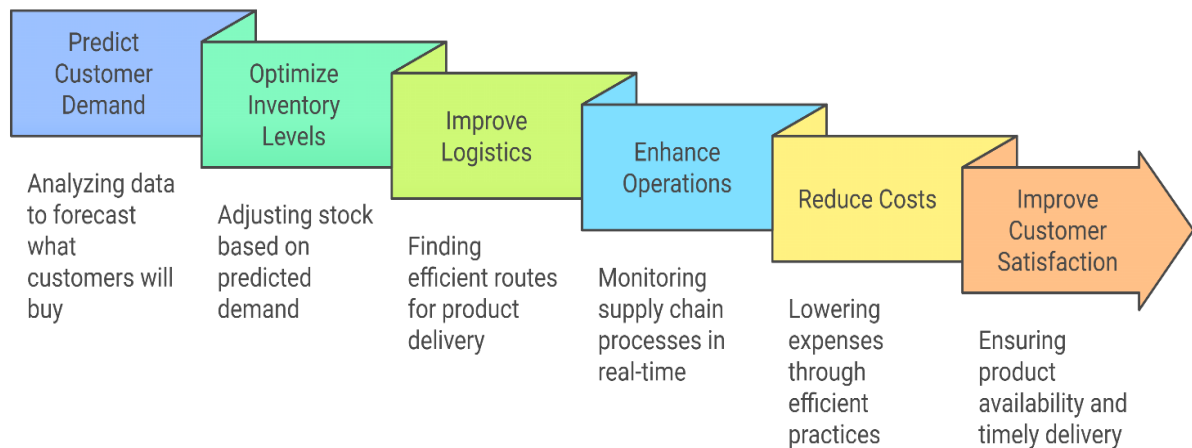 Predict
Customer
Demand
Analyzing data
to forecast
what
customers will
buy
Optimize
Inventory
Levels
Adjusting stock
based on
predicted
demand
Improve
Logistics
Finding
efficient routes
for product
delivery
Enhance
Operations
Monitoring
supply chain
processes in
real-time
Reduce Costs
Lowering
expenses
through
efficient
practices
Improve
Customer
Satisfaction
Ensuring
product
availability and
timely delivery